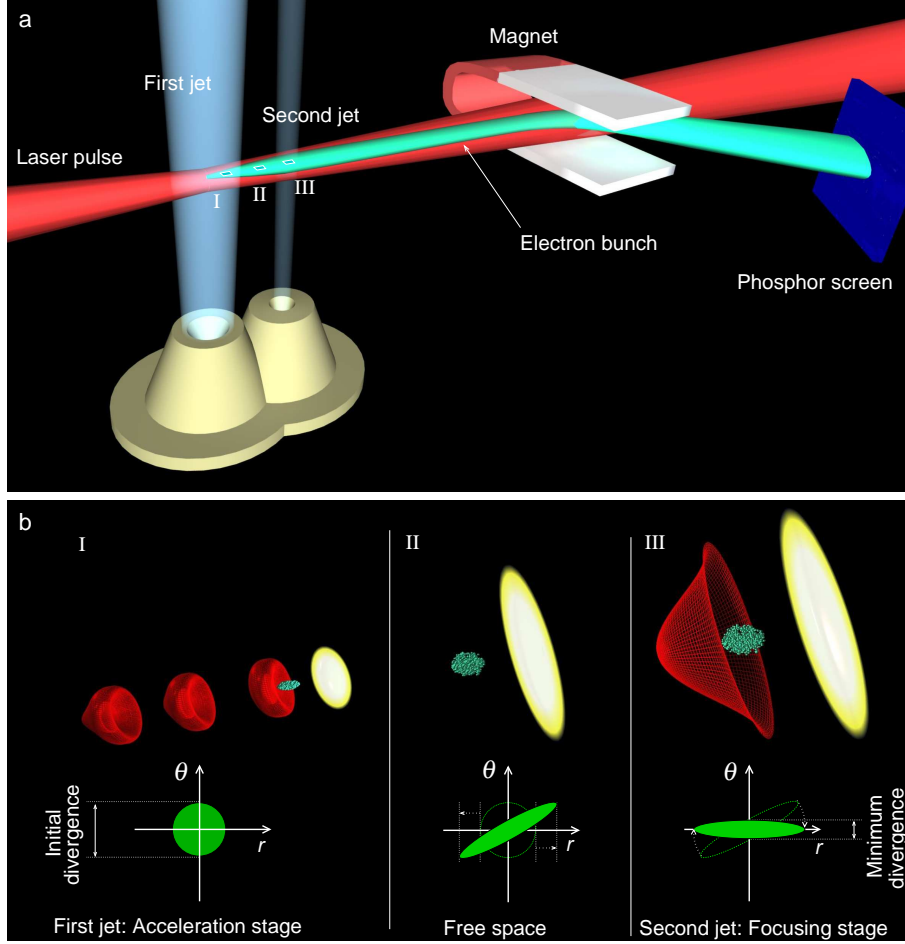 a
Magnet
First jet
Second jet
Laser pulse
I
II
III
Electron bunch
Phosphor screen
b
I
II
III
θ
θ
θ
Initial
divergence
r
r
r
Minimum
divergence
First jet: Acceleration stage
Free space
Second jet: Focusing stage